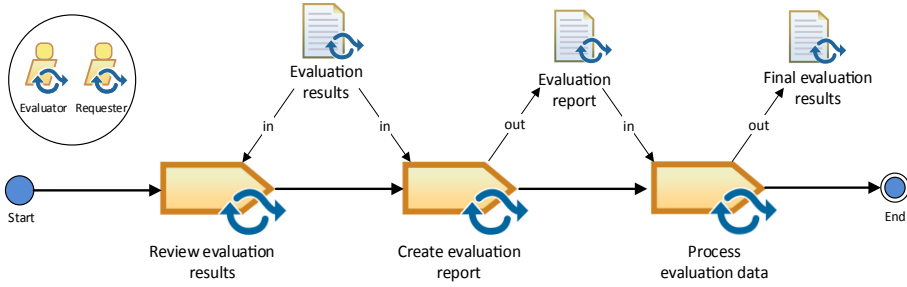 Evaluator
Requester
Evaluation
results
Evaluation
report
Final evaluation
results
in
in
out
in
out
Start
End
Review evaluation
results
Create evaluation
report
Process
evaluation data